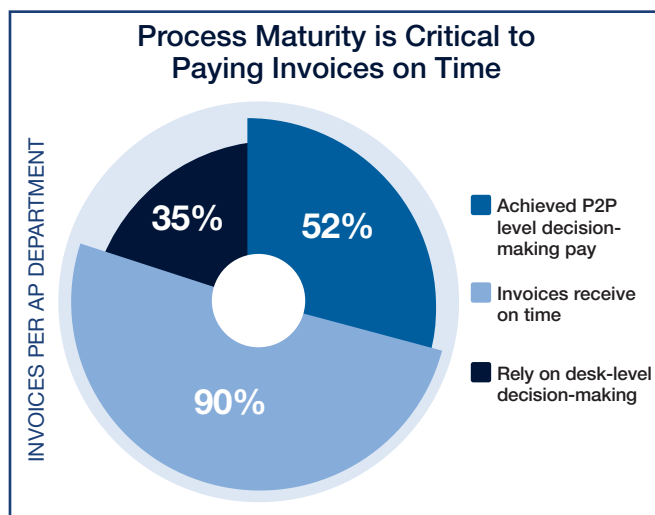 Process Maturity is Critical to
Paying Invoices on Time
INVOICES PER AP DEPARTMENT
35%
52%
90%
Achieved P2P
level decision-
making pay
Invoices receive
on time
Rely on desk-level
decision-making